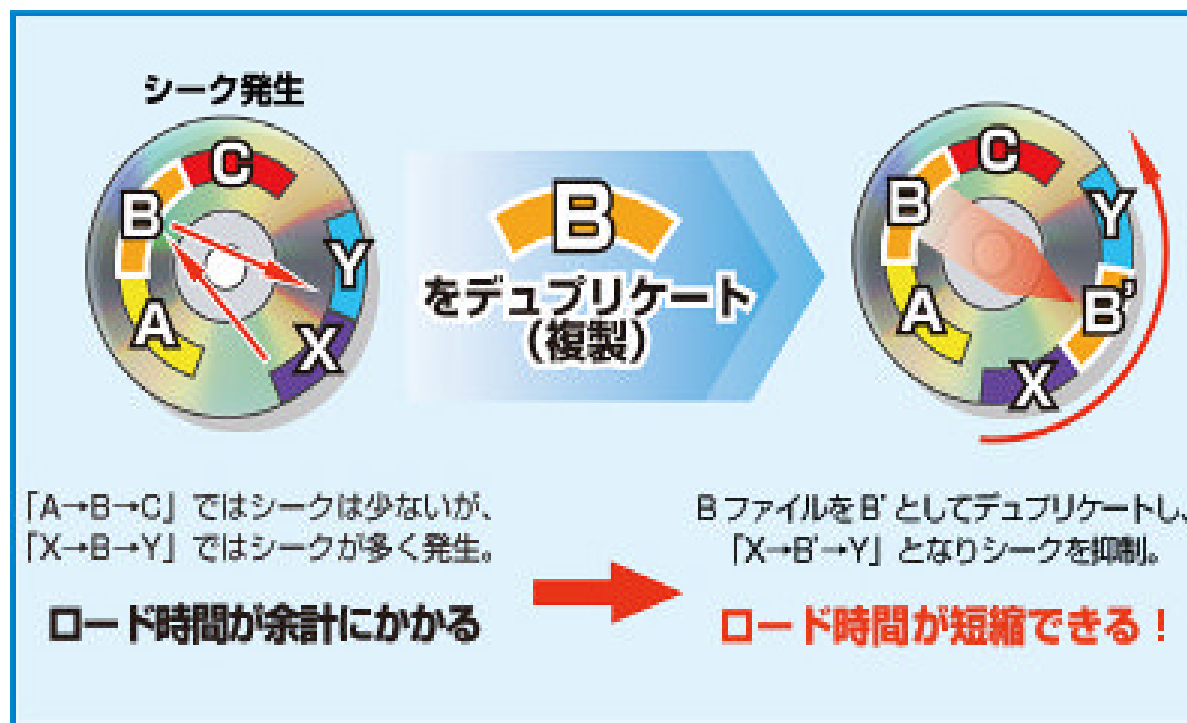 シーク発生
C
B
Y
A
X
B
をデュプリケート
(複製)
C
B
Y
A
B'
X
「A→B→C」ではシークは少ないが、
「X→B→Y」ではシークが多く発生。
ロード時間が余計にかかる
BファイルをB'としてデュプリケートし、
「X→B'→Y」となりシークを抑制。
ロード時間が短縮できる！